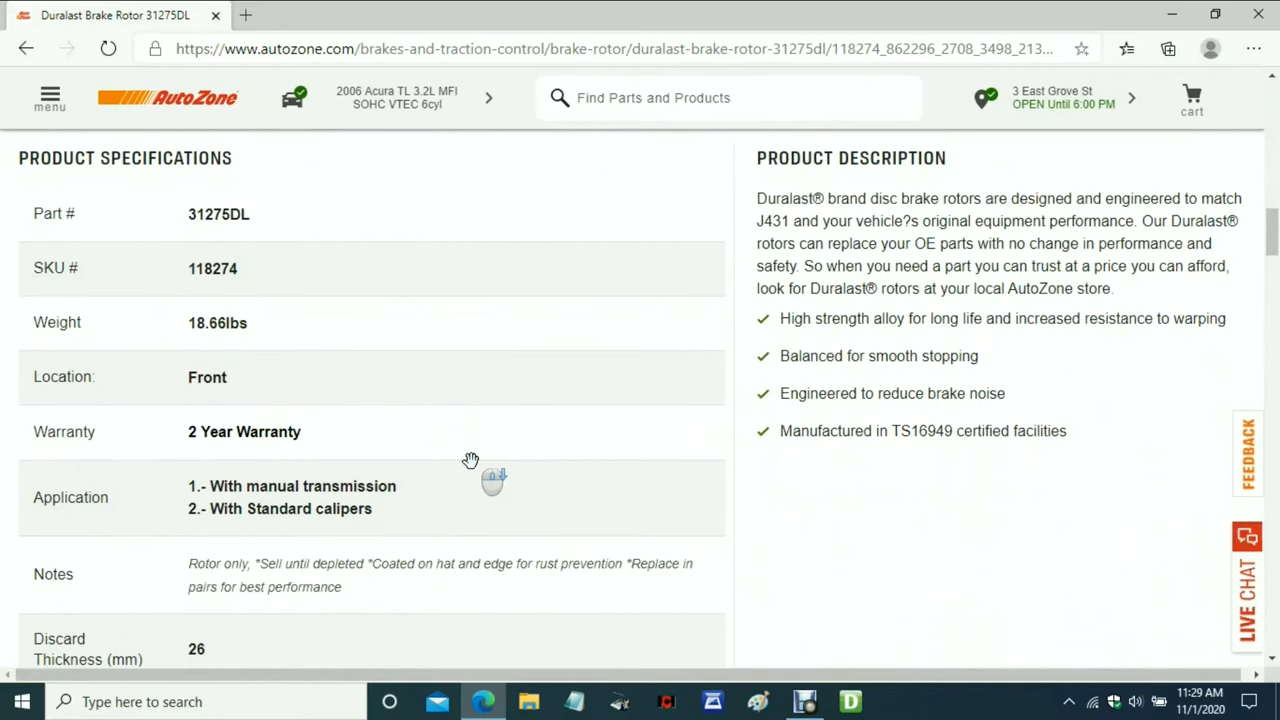 Duralast Brake Rotor 31275DL
https://www.autozone.com/brakes-and-traction-control/brake-rotor/duralast-brake-rotor-31275dl/118274_862296_2708_3498_213...
menu
AutoZone
2006 Acura TL 3.2L MFI
SOHC VTEC 6cyl
Find Parts and Products
3 East Grove St
OPEN Until 6:00 PM
cart
PRODUCT SPECIFICATIONS
Part # 31275DL
SKU # 118274
Weight 18.66lbs
Location: Front
Warranty 2 Year Warranty
Application
1.- With manual transmission
2.- With Standard calipers
Notes
Rotor only, *Sell until depleted *Coated on hat and edge for rust prevention *Replace in
pairs for best performance
Discard
Thickness (mm)
26
PRODUCT DESCRIPTION
Duralast® brand disc brake rotors are designed and engineered to match
J431 and your vehicle?s original equipment performance. Our Duralast®
rotors can replace your OE parts with no change in performance and
safety. So when you need a part you can trust at a price you can afford,
look for Duralast® rotors at your local AutoZone store.
High strength alloy for long life and increased resistance to warping
Balanced for smooth stopping
Engineered to reduce brake noise
Manufactured in TS16949 certified facilities
FEEDBACK
LIVE CHAT
Type here to search
11:29 AM
11/1/2020